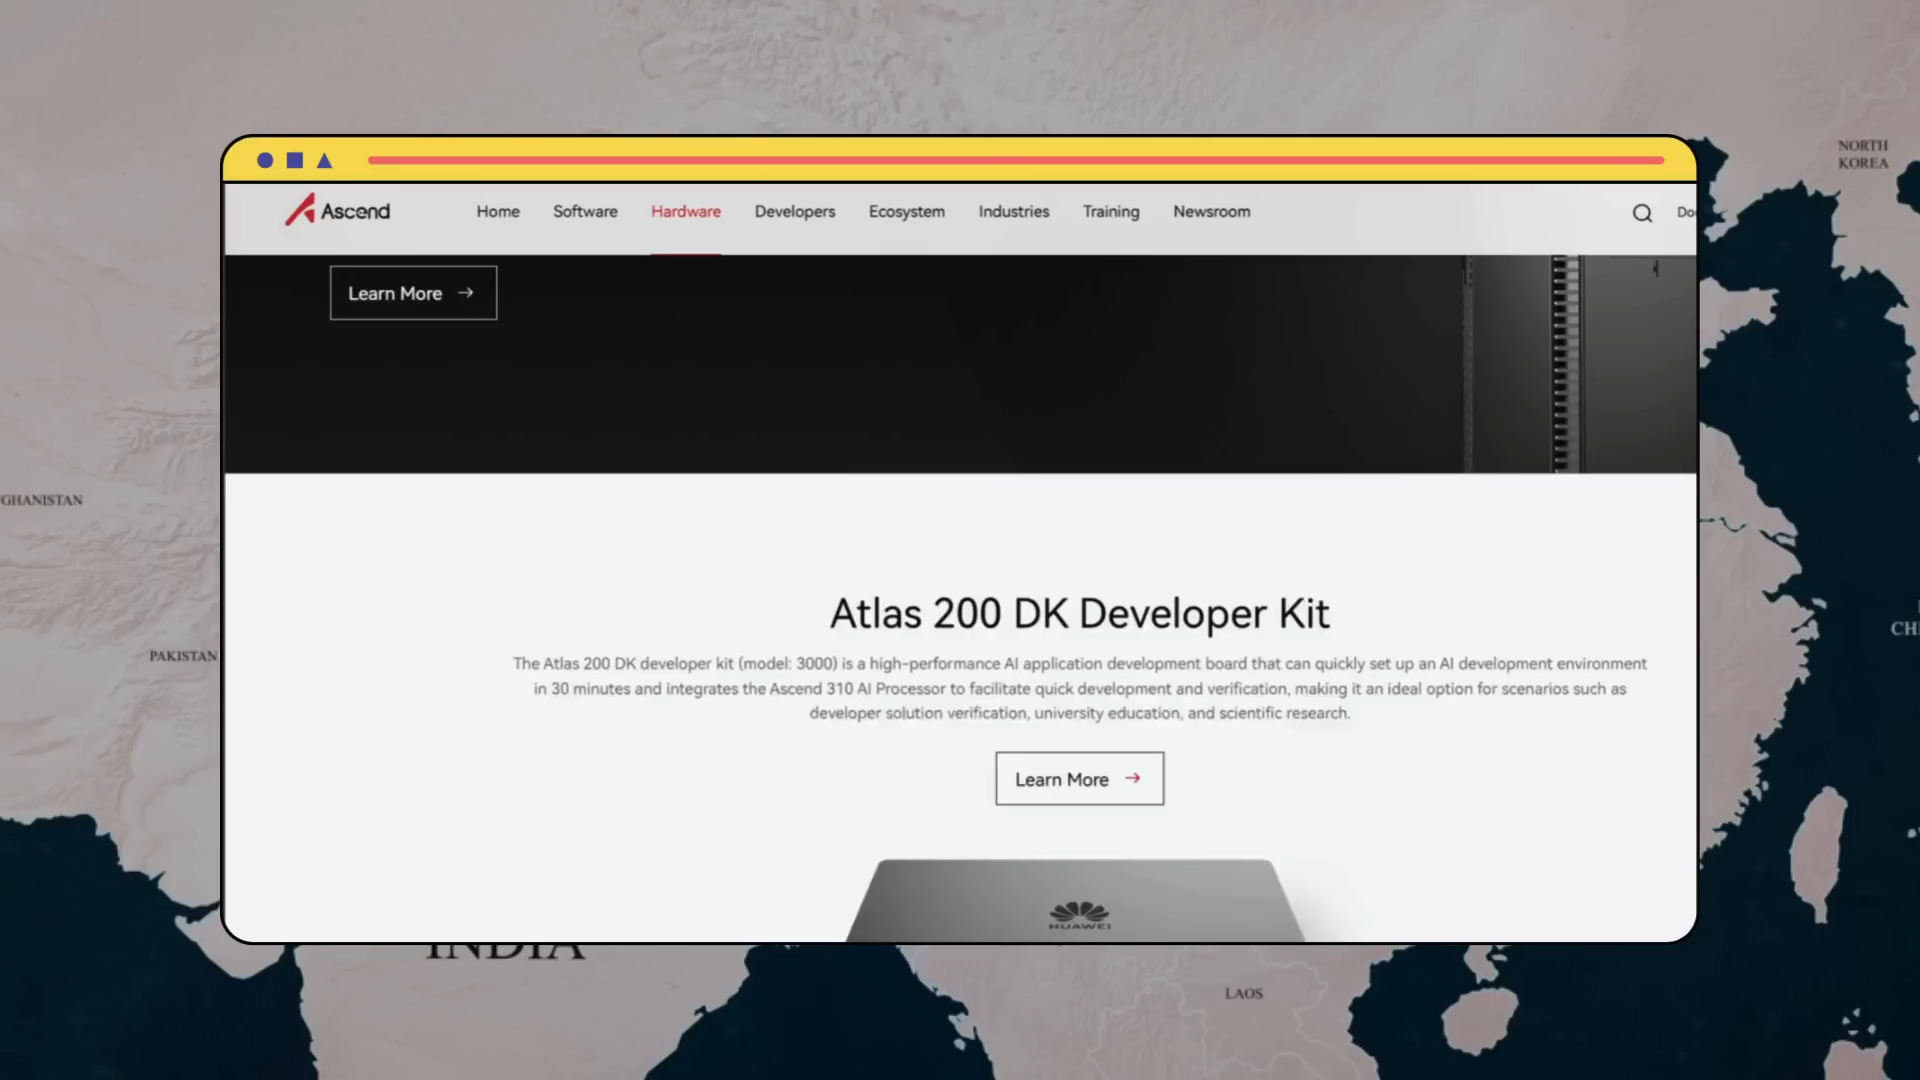 NORTH
KOREA
Ascend
Home Software Hardware Developers Ecosystem Industries Training Newsroom
Learn More →
GHANISTAN
Atlas 200 DK Developer Kit
PAKISTAN
The Atlas 200 DK developer kit (model: 3000) is a high-performance AI application development board that can quickly set up an AI development environment
in 30 minutes and integrates the Ascend 310 AI Processor to facilitate quick development and verification, making it an ideal option for scenarios such as
developer solution verification, university education, and scientific research.
Learn More →
HUAWEI
INDIA
LAOS